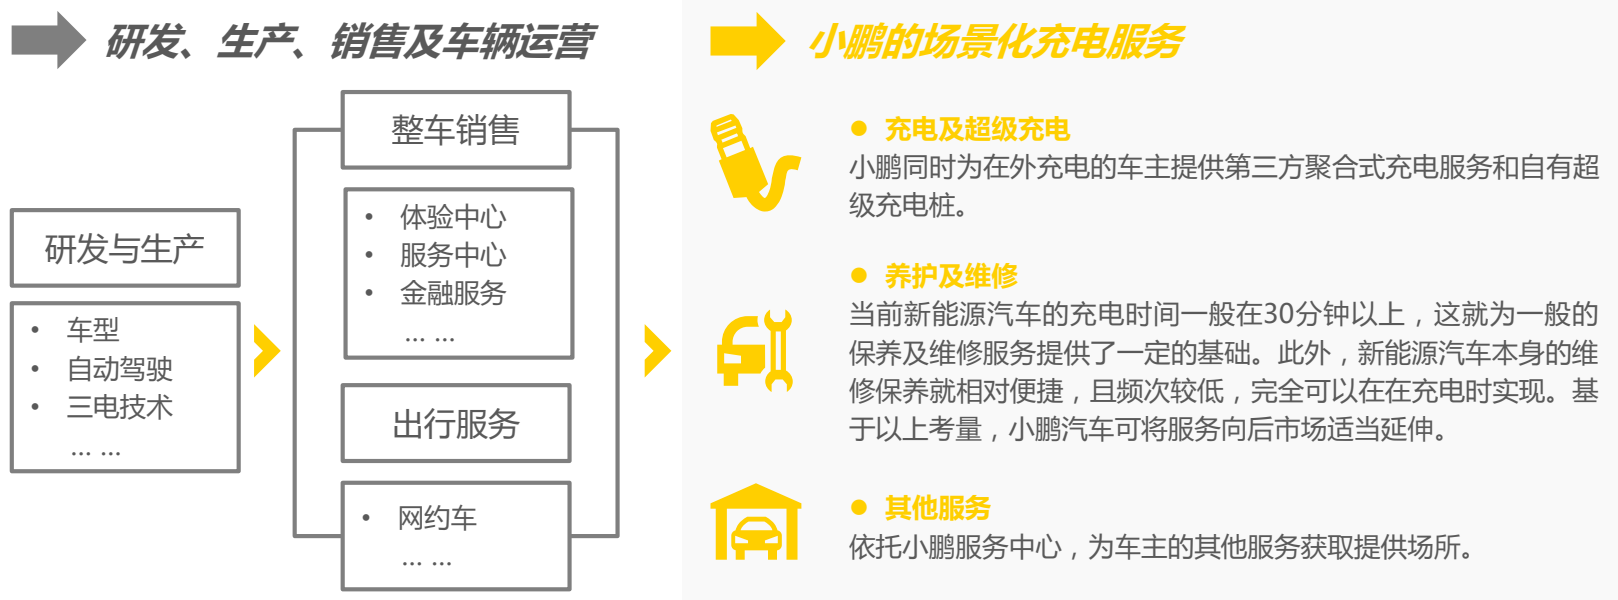 研发、生产、销售及车辆运营
研发与生产
• 车型
• 自动驾驶
• 三电技术
... ...
整车销售
• 体验中心
• 服务中心
• 金融服务
... ...
出行服务
• 网约车
... ...
小鹏的场景化充电服务
● 充电及超级充电
小鹏同时为在外充电的车主提供第三方聚合式充电服务和自有超
级充电桩。
● 养护及维修
当前新能源汽车的充电时间一般在30分钟以上，这就为一般的
保养及维修服务提供了一定的基础。此外，新能源汽车本身的维
修保养就相对便捷，且频次较低，完全可以在在充电时实现。基
于以上考量，小鹏汽车可将服务向后市场适当延伸。
● 其他服务
依托小鹏服务中心，为车主的其他服务获取提供场所。